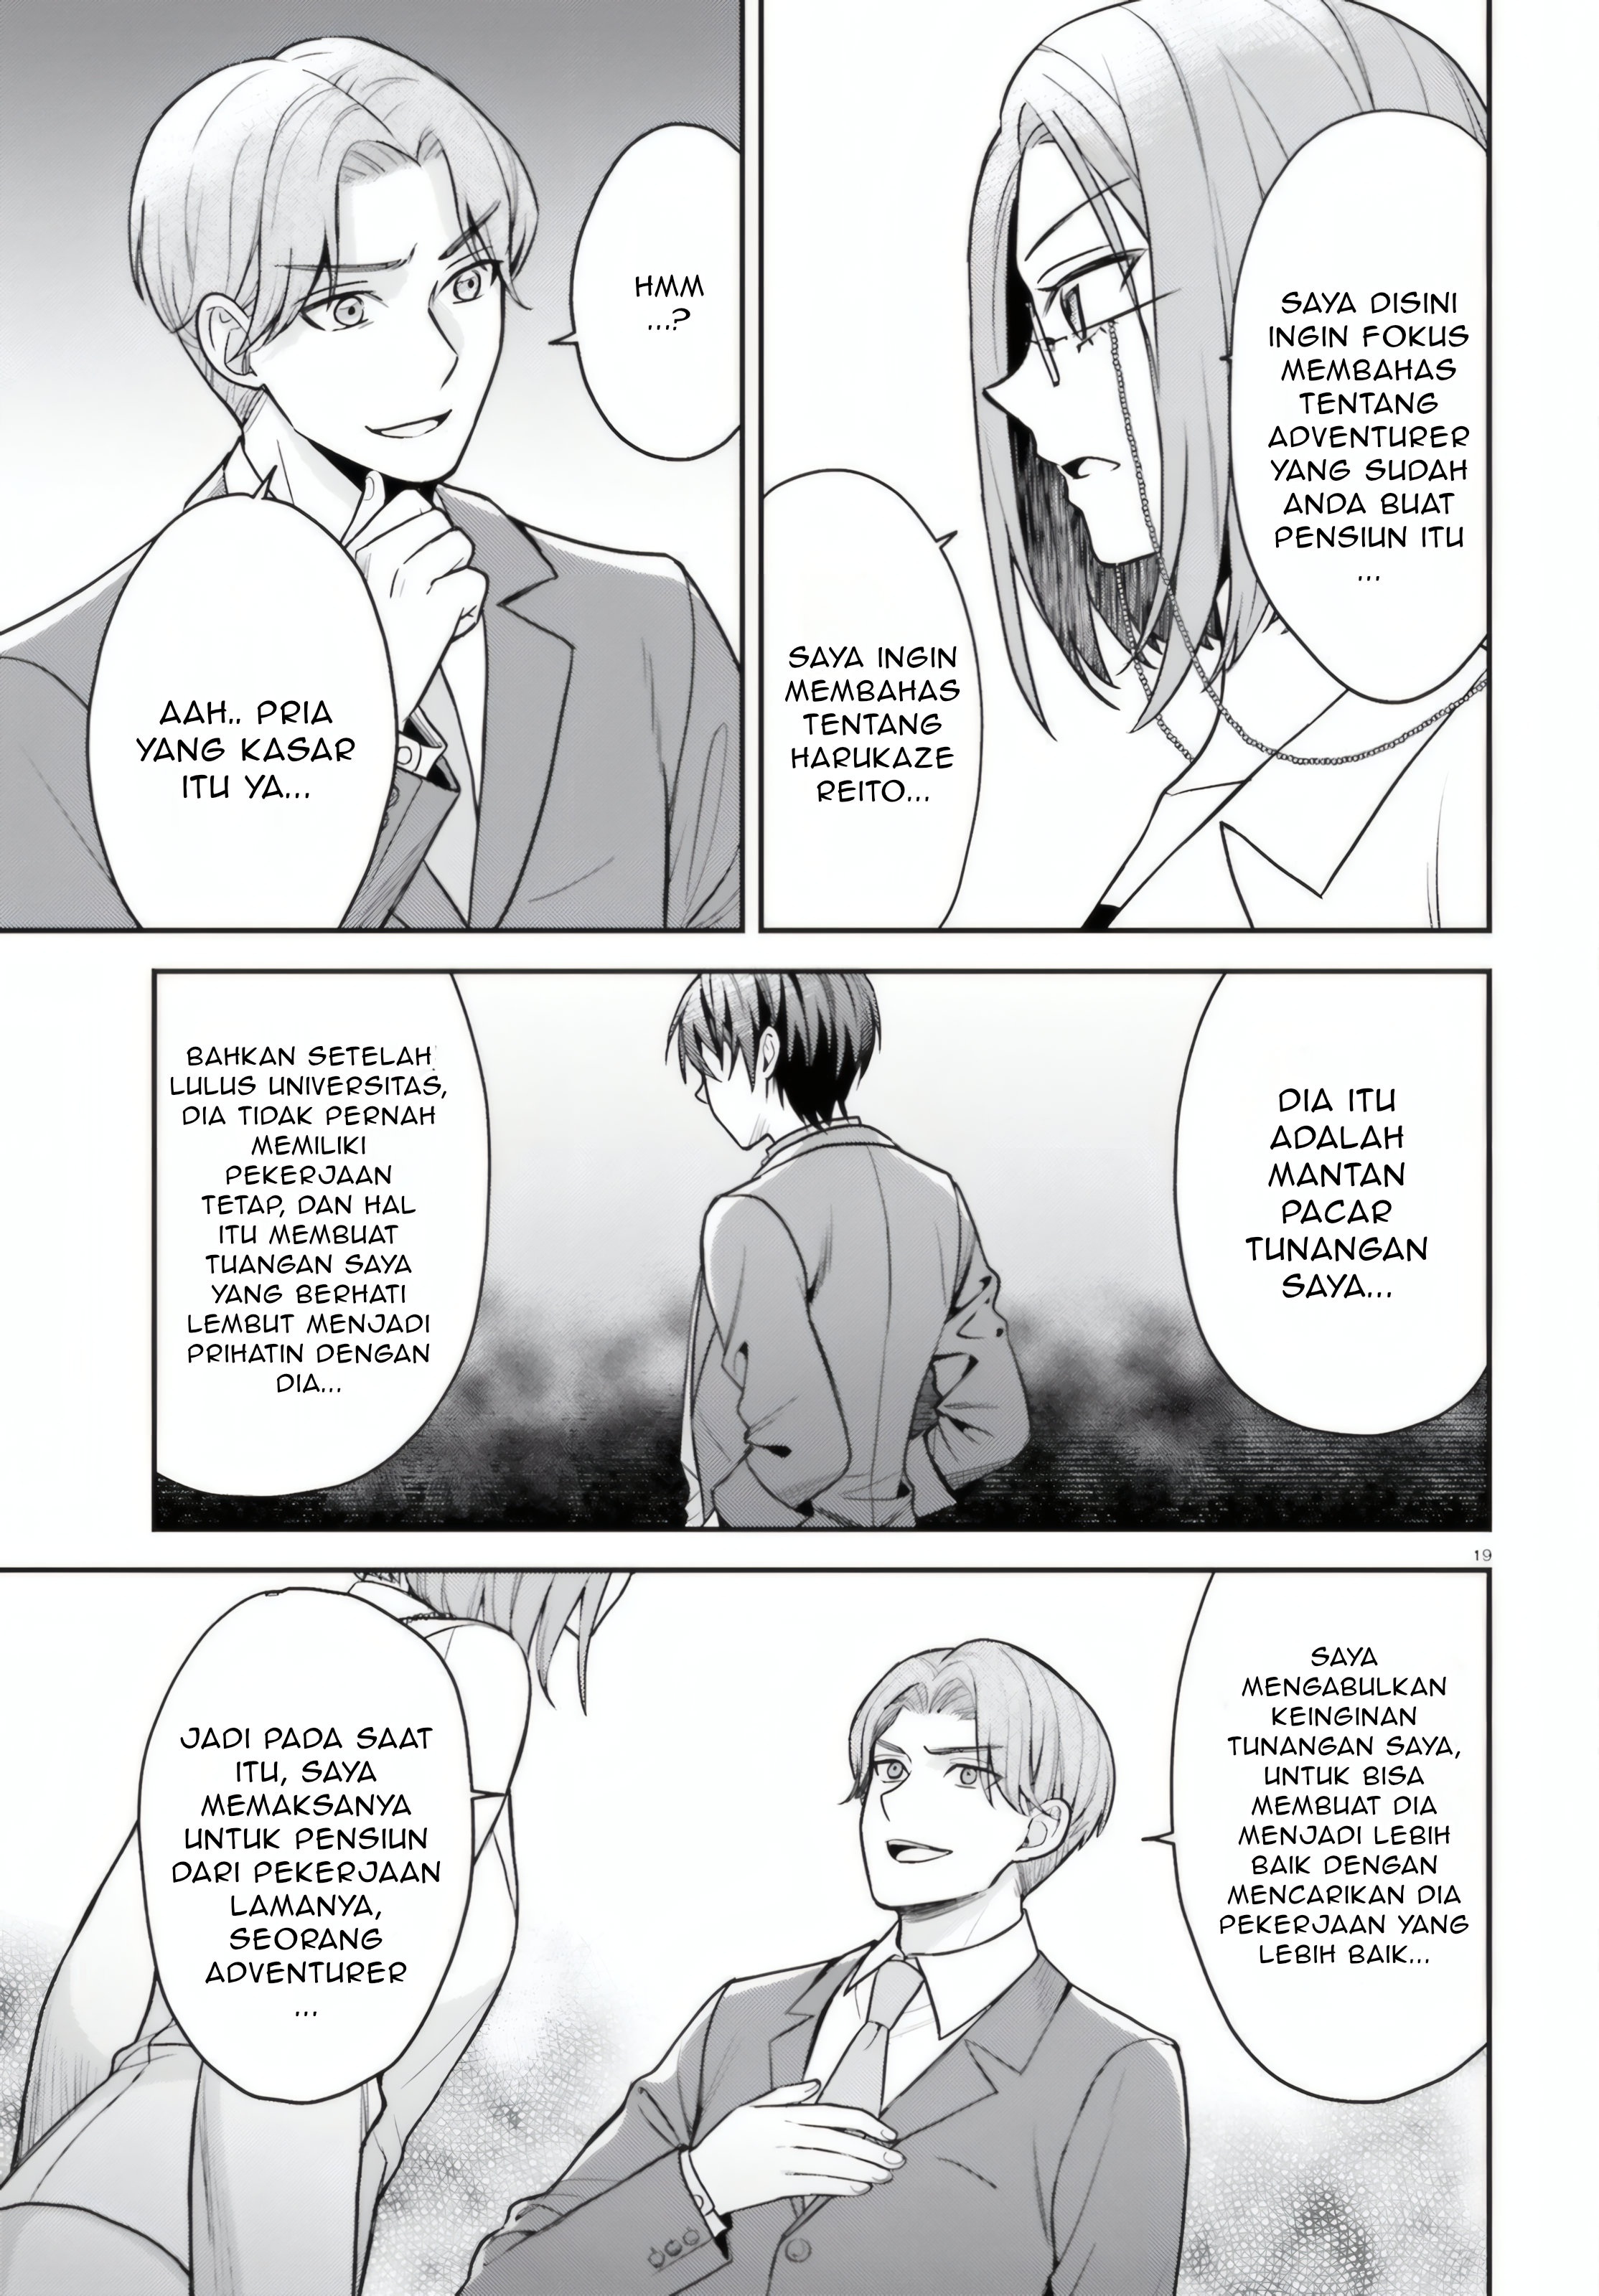 SAYA DISINI
INGIN FOKUS
MEMBAHAS
TENTANG
ADVENTURER
YANG SUDAH
ANDA BUAT
PENSIUN ITU
...
SAYA INGIN
MEMBAHAS
TENTANG
HARUKAZE
REITO...
HMM
...?
AAH.. PRIA
YANG KASAR
ITU YA...
DIA ITU
ADALAH
MANTAN
PACAR
TUNANGAN
SAYA...
BAHKAN SETELAH
LULUS UNIVERSITAS,
DIA TIDAK PERNAH
MEMILIKI
PEKERJAAN
TETAP, DAN HAL
ITU MEMBUAT
TUANGAN SAYA
YANG BERHATI
LEMBUT MENJADI
PRIHATIN DENGAN
DIA...
19
SAYA
MENGABULKAN
KEINGINAN
TUNANGAN SAYA,
UNTUK BISA
MEMBUAT DIA
MENJADI LEBIH
BAIK DENGAN
MENCARIKAN DIA
PEKERJAAN YANG
LEBIH BAIK...
JADI PADA SAAT
ITU, SAYA
MEMAKSANYA
UNTUK PENSIUN
DARI PEKERJAAN
LAMANYA,
SEORANG
ADVENTURER
...